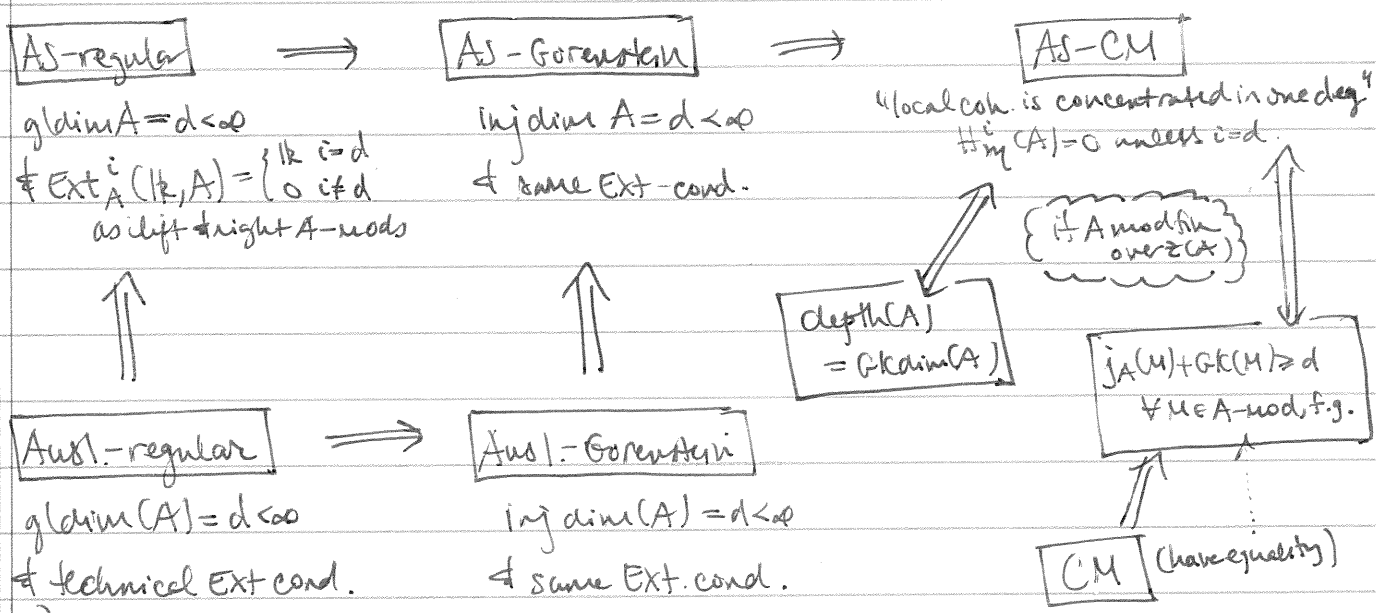 AS-regular ⟹ AS-Gorenstein ⟹ AS-CM
gldim A = d < ∞
& Ext^i_A(𝕜, A) = { 𝕜 i=d
0 i≠d
as left & right A-mods
injdim A = d < ∞
& same Ext-cond.
"local coh. is concentrated in one deg"
H^i_m(A) = 0 unless i=d.
if A mod fin
over Z(A)
depth(A)
= GKdim(A)
j_A(M) + GK(M) ≥ d
∀ M ∈ A-mod, f.g.
Ausl.-regular ⟹ Ausl.-Gorenstein
gldim(A) = d < ∞
& technical Ext cond.
injdim(A) = d < ∞
& same Ext. cond.
CM (have equality)